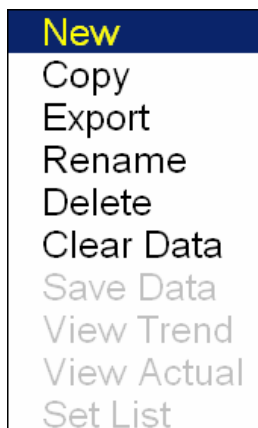 New
Copy
Export
Rename
Delete
Clear Data
Save Data
View Trend
View Actual
Set List